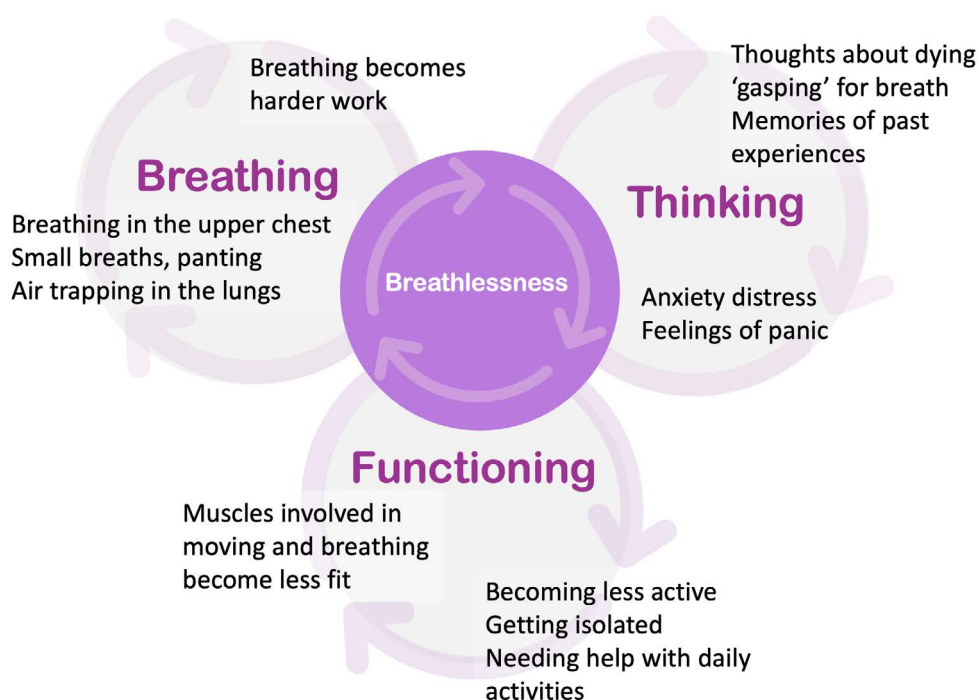 Breathing becomes
harder work
Breathing
Breathing in the upper chest
Small breaths, panting
Air trapping in the lungs
Thoughts about dying
‘gasping’ for breath
Memories of past
experiences
Thinking
Anxiety distress
Feelings of panic
Breathlessness
Functioning
Muscles involved in
moving and breathing
become less fit
Becoming less active
Getting isolated
Needing help with daily
activities